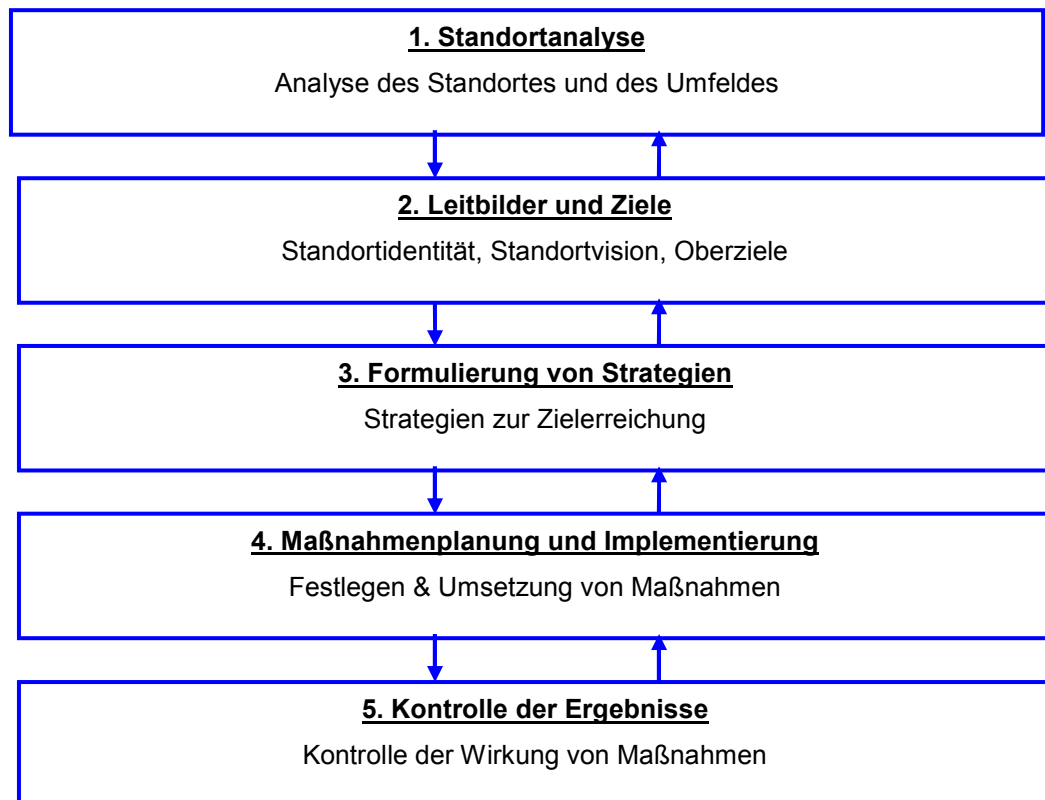 1. Standortanalyse
Analyse des Standortes und des Umfeldes
2. Leitbilder und Ziele
Standortidentität, Standortvision, Oberziele
3. Formulierung von Strategien
Strategien zur Zielerreichung
4. Maßnahmenplanung und Implementierung
Festlegen & Umsetzung von Maßnahmen
5. Kontrolle der Ergebnisse
Kontrolle der Wirkung von Maßnahmen